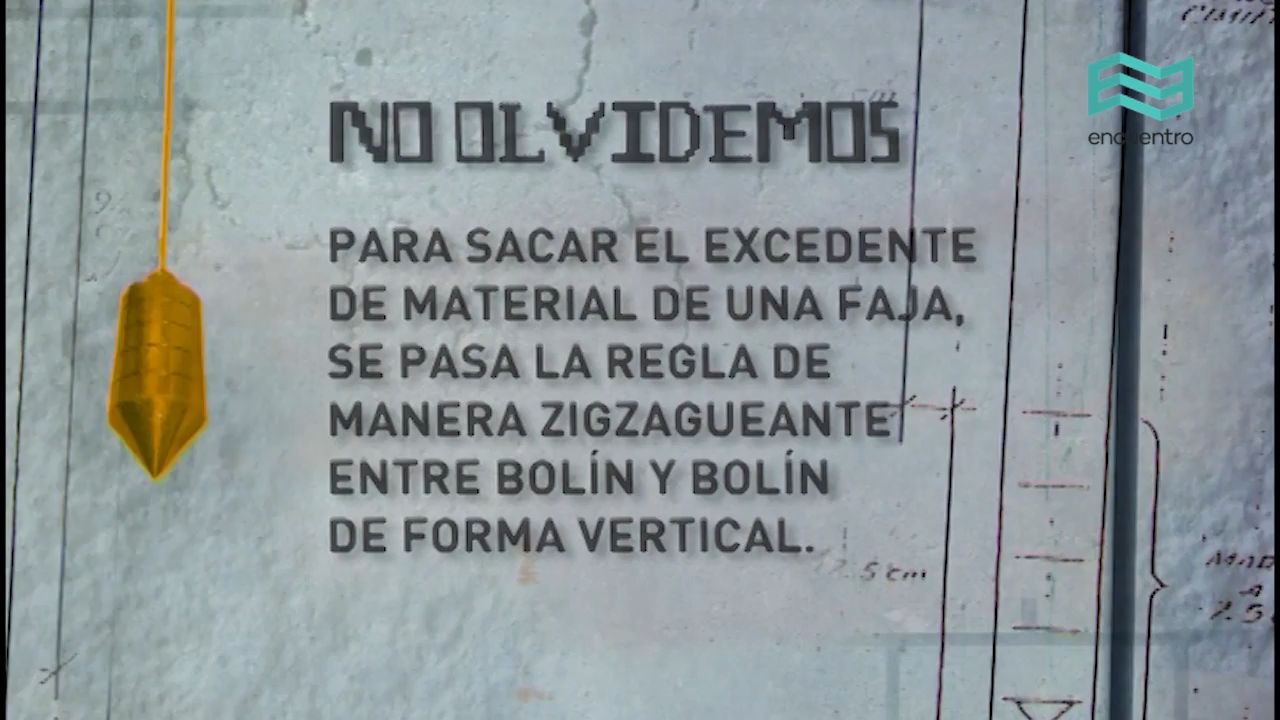 NO OLVIDEMOS
encuentro
PARA SACAR EL EXCEDENTE
DE MATERIAL DE UNA FAJA,
SE PASA LA REGLA DE
MANERA ZIGZAGUEANTE
ENTRE BOLÍN Y BOLÍN
DE FORMA VERTICAL.
5 cm